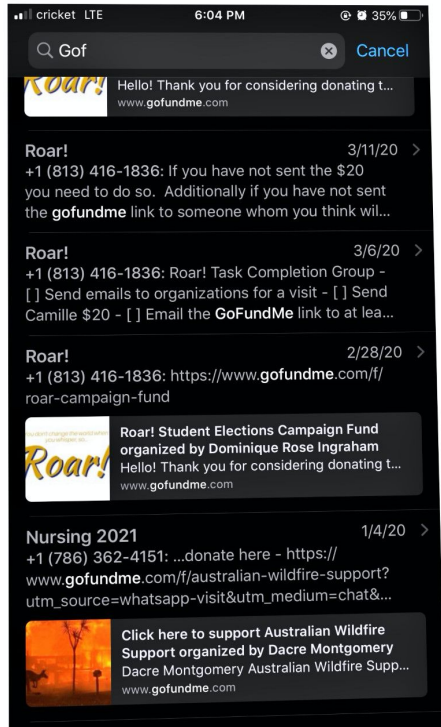 cricket LTE 6:04 PM 35%
Gof Cancel
Roar! Hello! Thank you for considering donating t...
www.gofundme.com
Roar! 3/11/20
+1 (813) 416-1836: If you have not sent the $20
you need to do so. Additionally if you have not sent
the gofundme link to someone whom you think wil...
Roar! 3/6/20
+1 (813) 416-1836: Roar! Task Completion Group -
[ ] Send emails to organizations for a visit - [ ] Send
Camille $20 - [ ] Email the GoFundMe link to at lea...
Roar! 2/28/20
+1 (813) 416-1836: https://www.gofundme.com/f/
roar-campaign-fund
Roar!
Roar! Student Elections Campaign Fund
organized by Dominique Rose Ingraham
Hello! Thank you for considering donating t...
www.gofundme.com
Nursing 2021 1/4/20
+1 (786) 362-4151: ...donate here - https://
www.gofundme.com/f/australian-wildfire-support?
utm_source=whatsapp-visit&utm_medium=chat&...
Click here to support Australian Wildfire
Support organized by Dacre Montgomery
Dacre Montgomery Australian Wildfire Supp...
www.gofundme.com